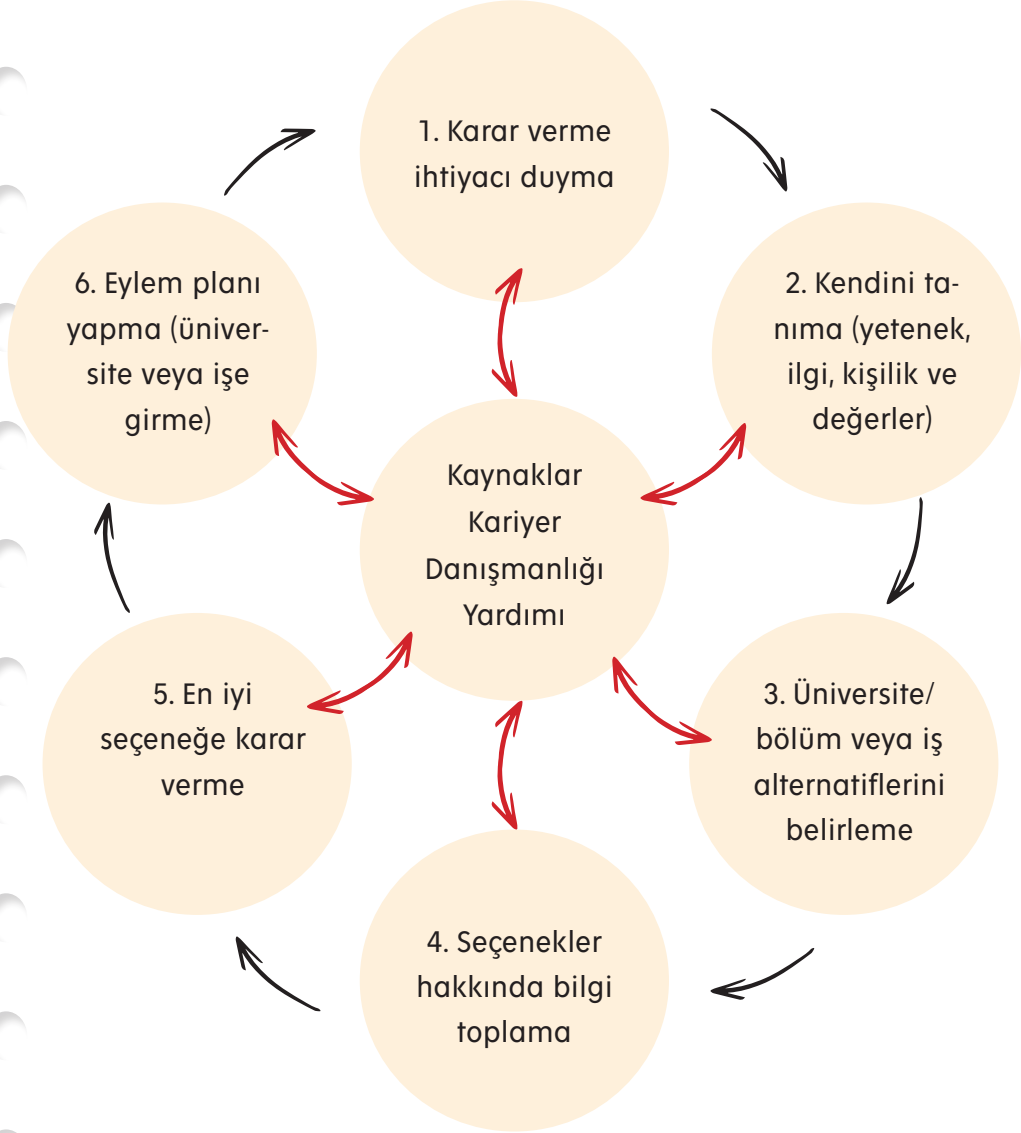 1. Karar verme
ihtiyacı duyma
2. Kendini ta-
nıma (yetenek,
ilgi, kişilik ve
değerler)
3. Üniversite/
bölüm veya iş
alternatiflerini
belirleme
4. Seçenekler
hakkında bilgi
toplama
5. En iyi
seçeneğe karar
verme
6. Eylem planı
yapma (üniver-
site veya işe
girme)
Kaynaklar
Kariyer
Danışmanlığı
Yardımı